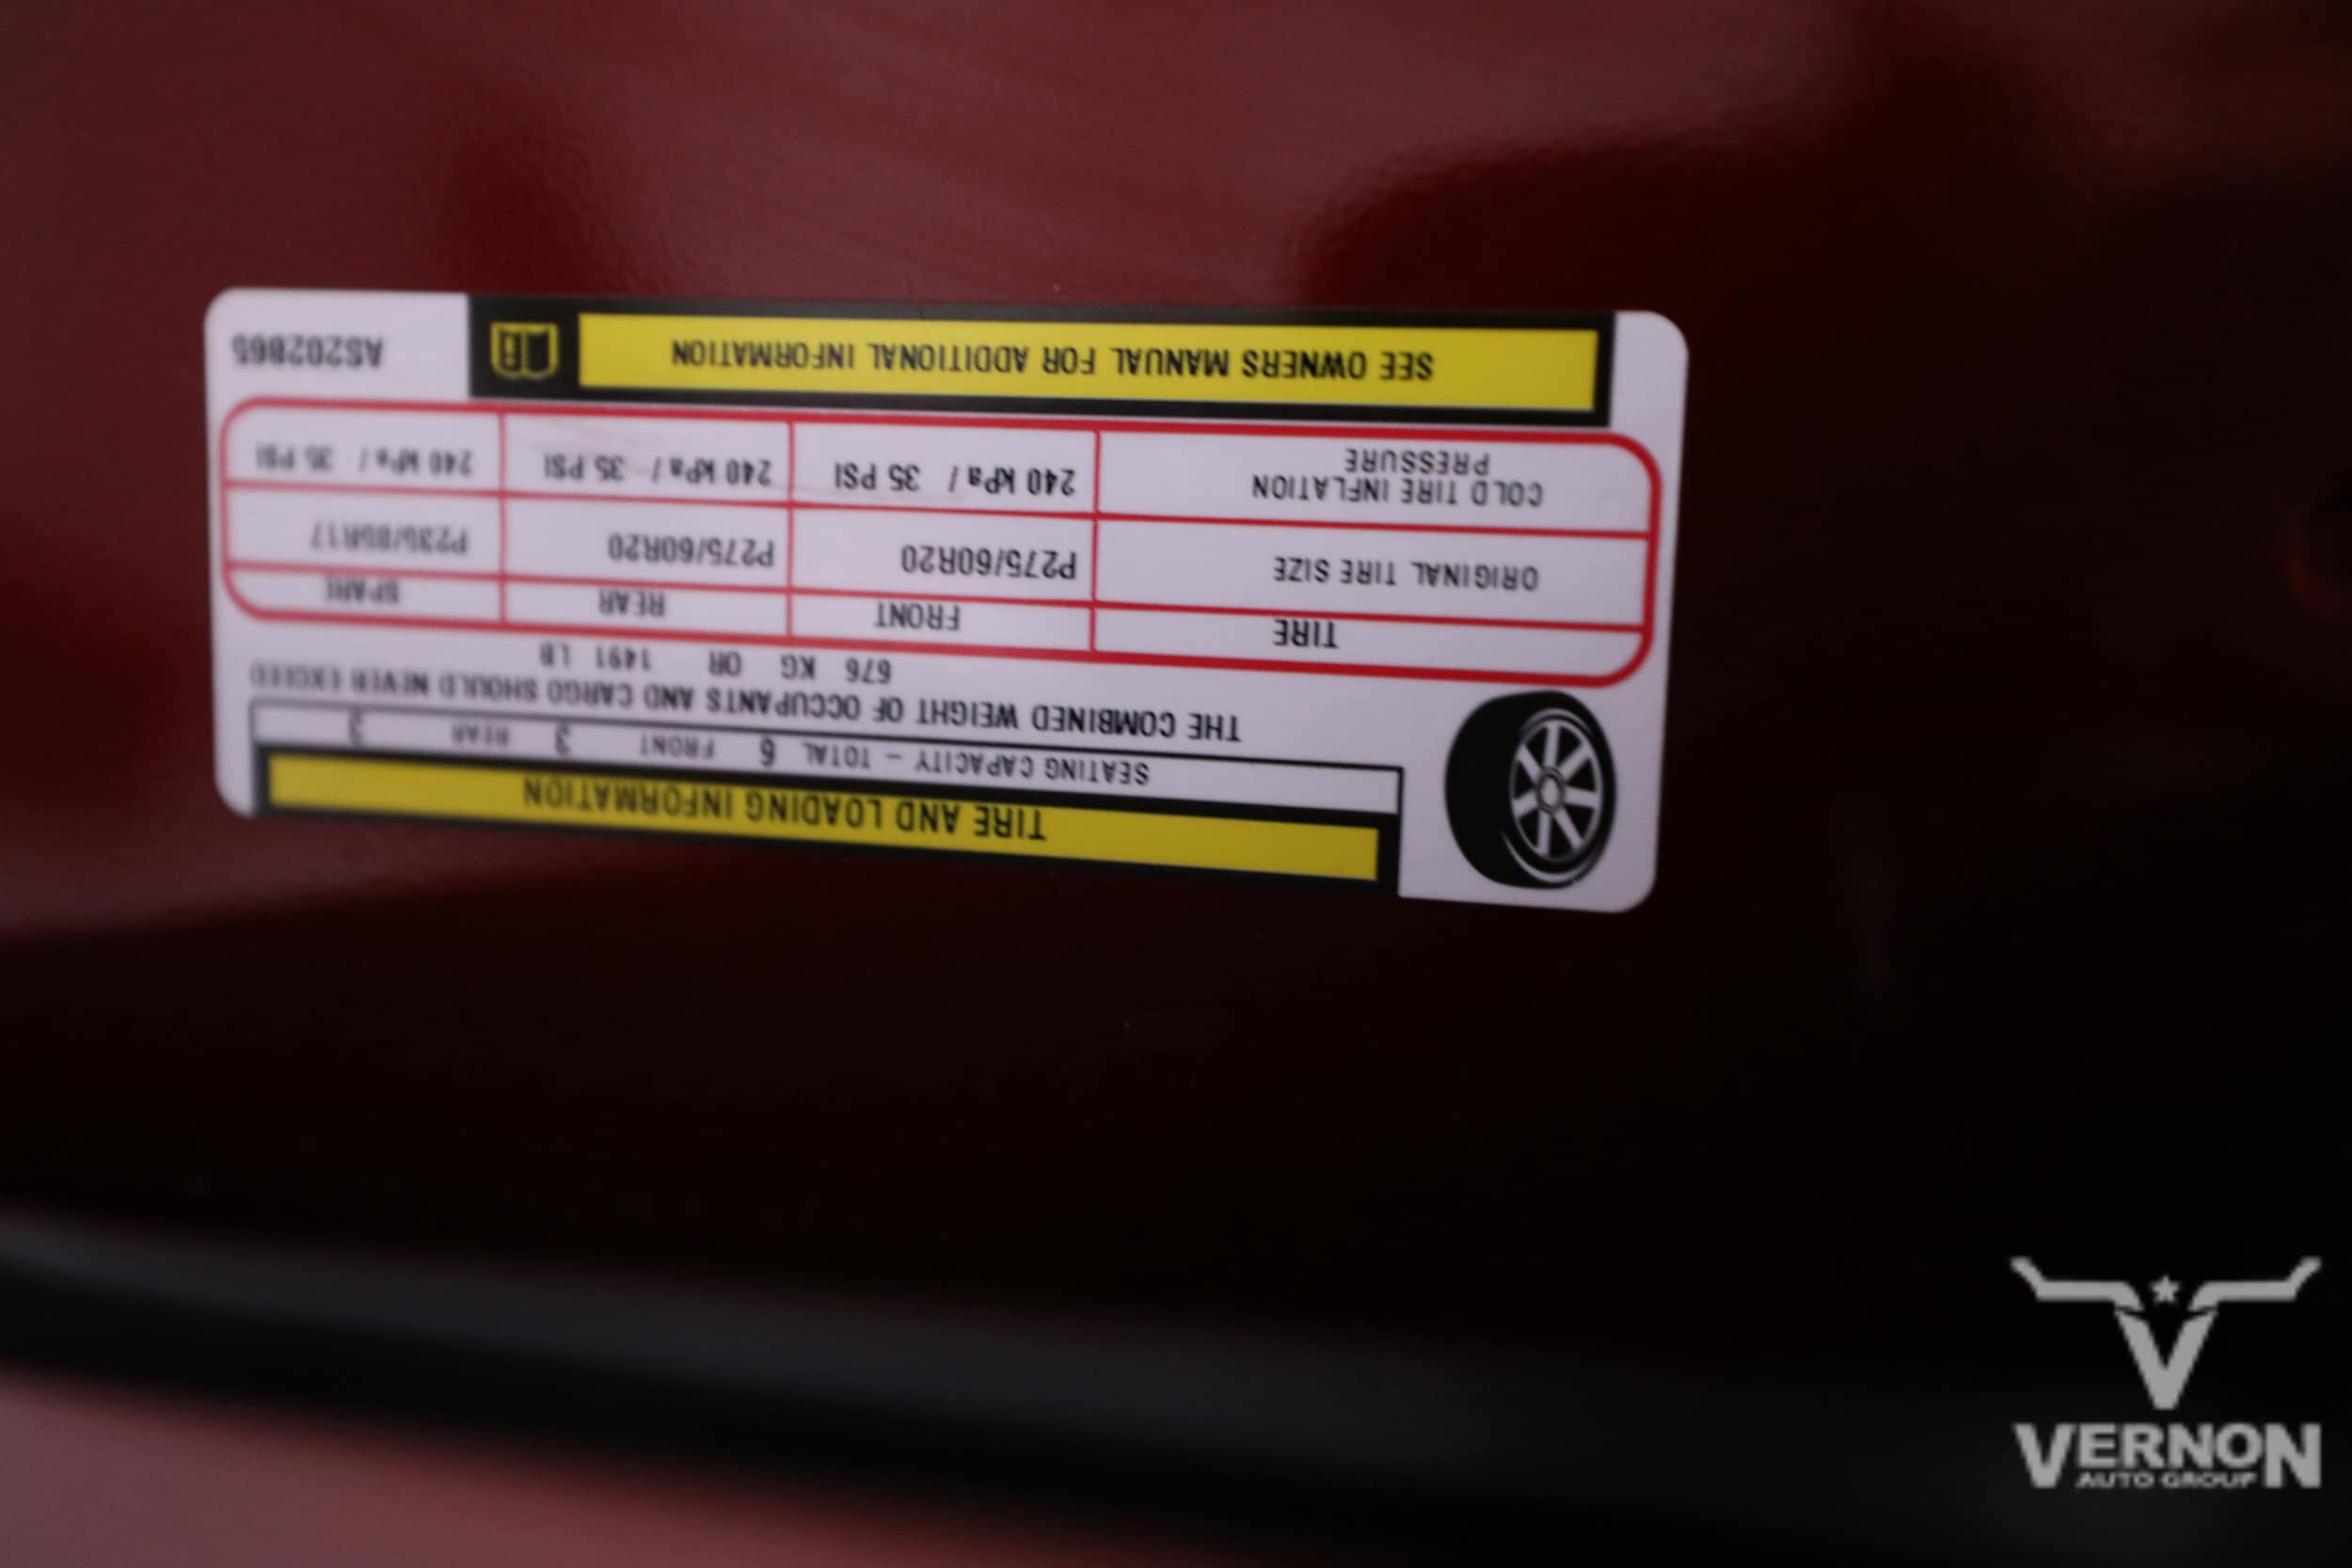 TIRE AND LOADING INFORMATION
SEATING CAPACITY – TOTAL 6 FRONT 3 REAR 3
THE COMBINED WEIGHT OF OCCUPANTS AND CARGO SHOULD NEVER EXCEED
676 KG OR 1491 LB
TIRE FRONT REAR SPARE
ORIGINAL TIRE SIZE P275/60R20 P275/60R20
COLD TIRE INFLATION PRESSURE 240 kPa / 35 PSI 240 kPa / 35 PSI 240 kPa / 35 PSI
SEE OWNERS MANUAL FOR ADDITIONAL INFORMATION
AS202865
VERNON
AUTO GROUP